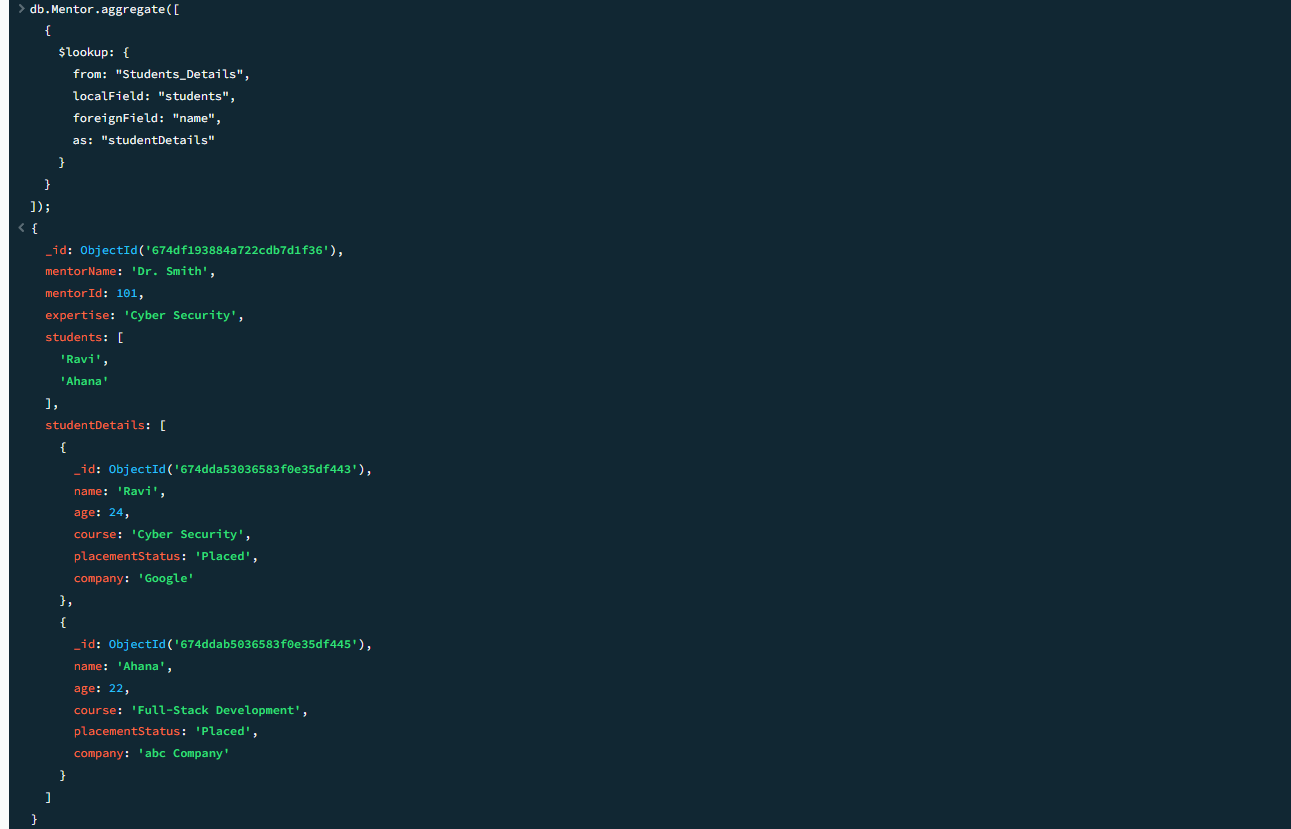 > db.Mentor.aggregate([
{
$lookup: {
from: "Students_Details",
localField: "students",
foreignField: "name",
as: "studentDetails"
}
}
]);
< {
_id: ObjectId('674df193884a722cdb7d1f36'),
mentorName: 'Dr. Smith',
mentorId: 101,
expertise: 'Cyber Security',
students: [
'Ravi',
'Ahana'
],
studentDetails: [
{
_id: ObjectId('674dda53036583f0e35df443'),
name: 'Ravi',
age: 24,
course: 'Cyber Security',
placementStatus: 'Placed',
company: 'Google'
},
{
_id: ObjectId('674ddab5036583f0e35df445'),
name: 'Ahana',
age: 22,
course: 'Full-Stack Development',
placementStatus: 'Placed',
company: 'abc Company'
}
]
}